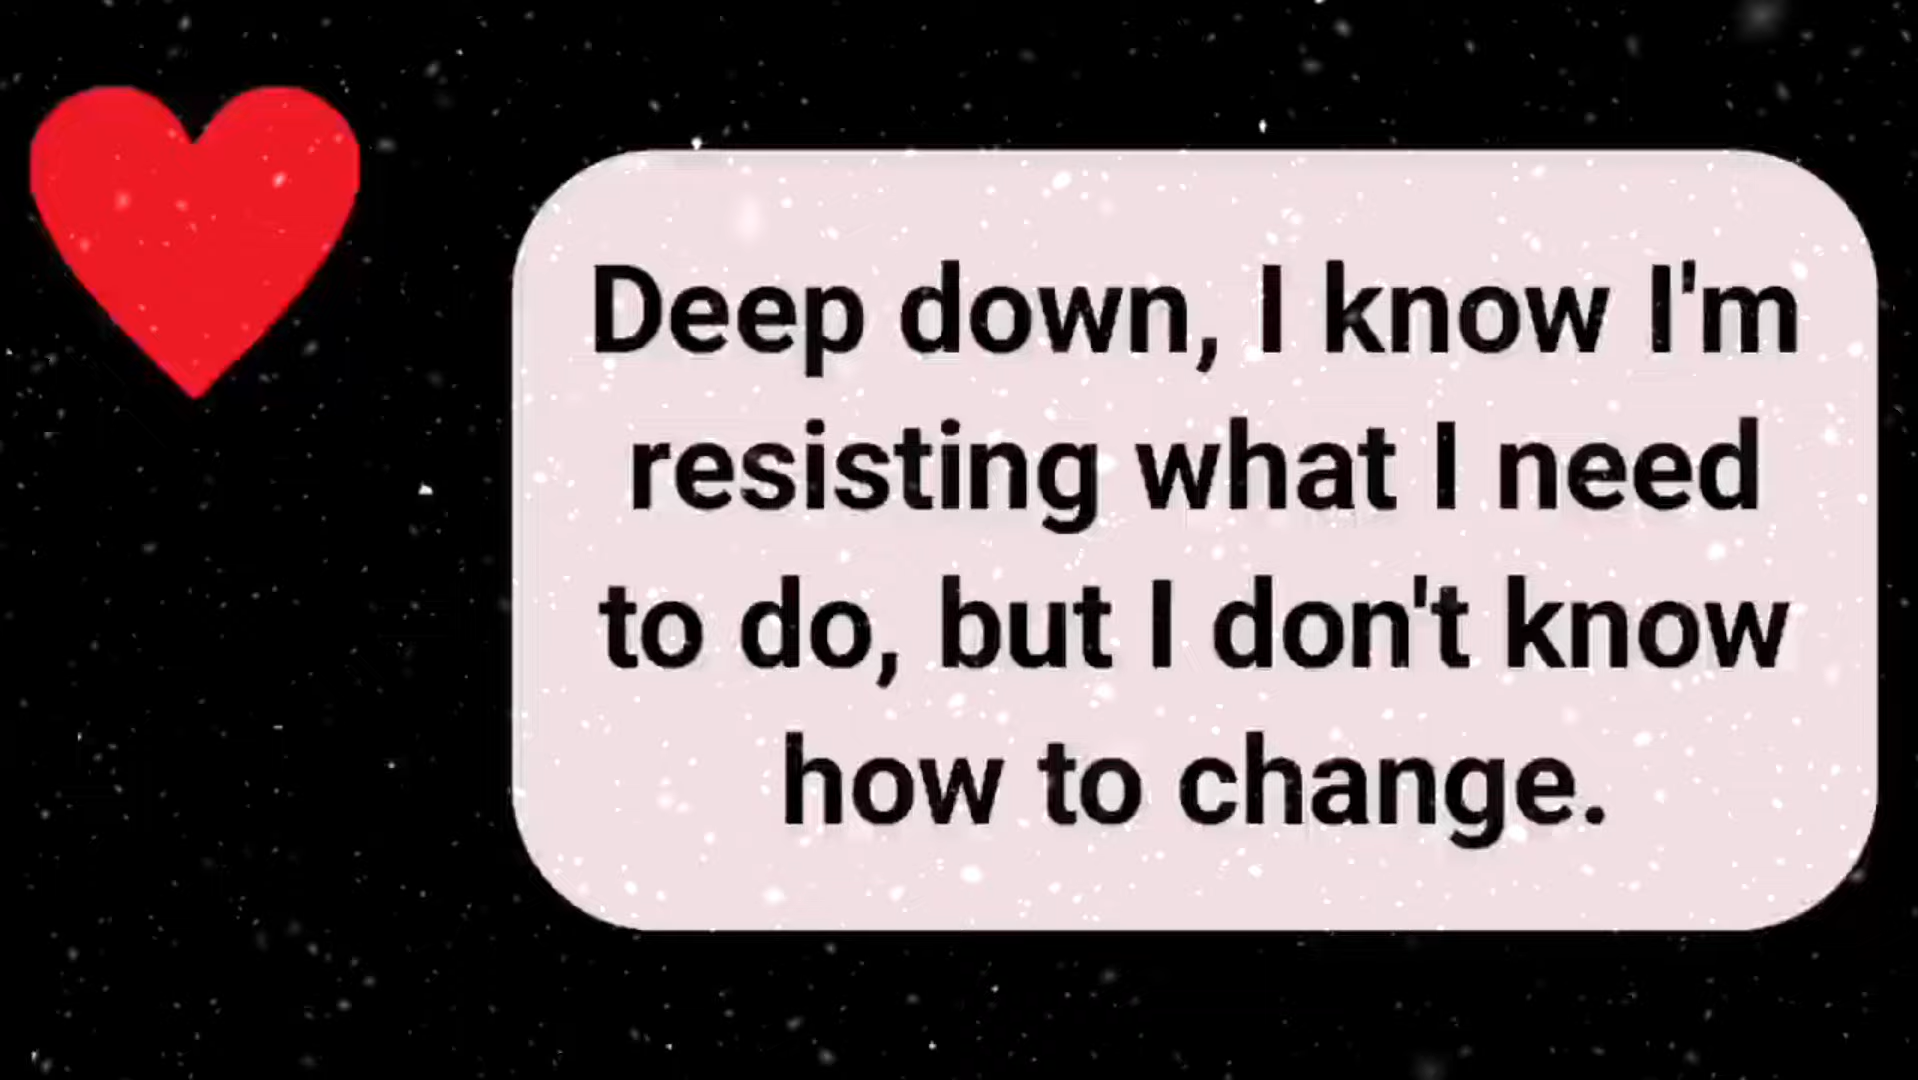 Deep down, I know I'm
resisting what I need
to do, but I don't know
how to change.